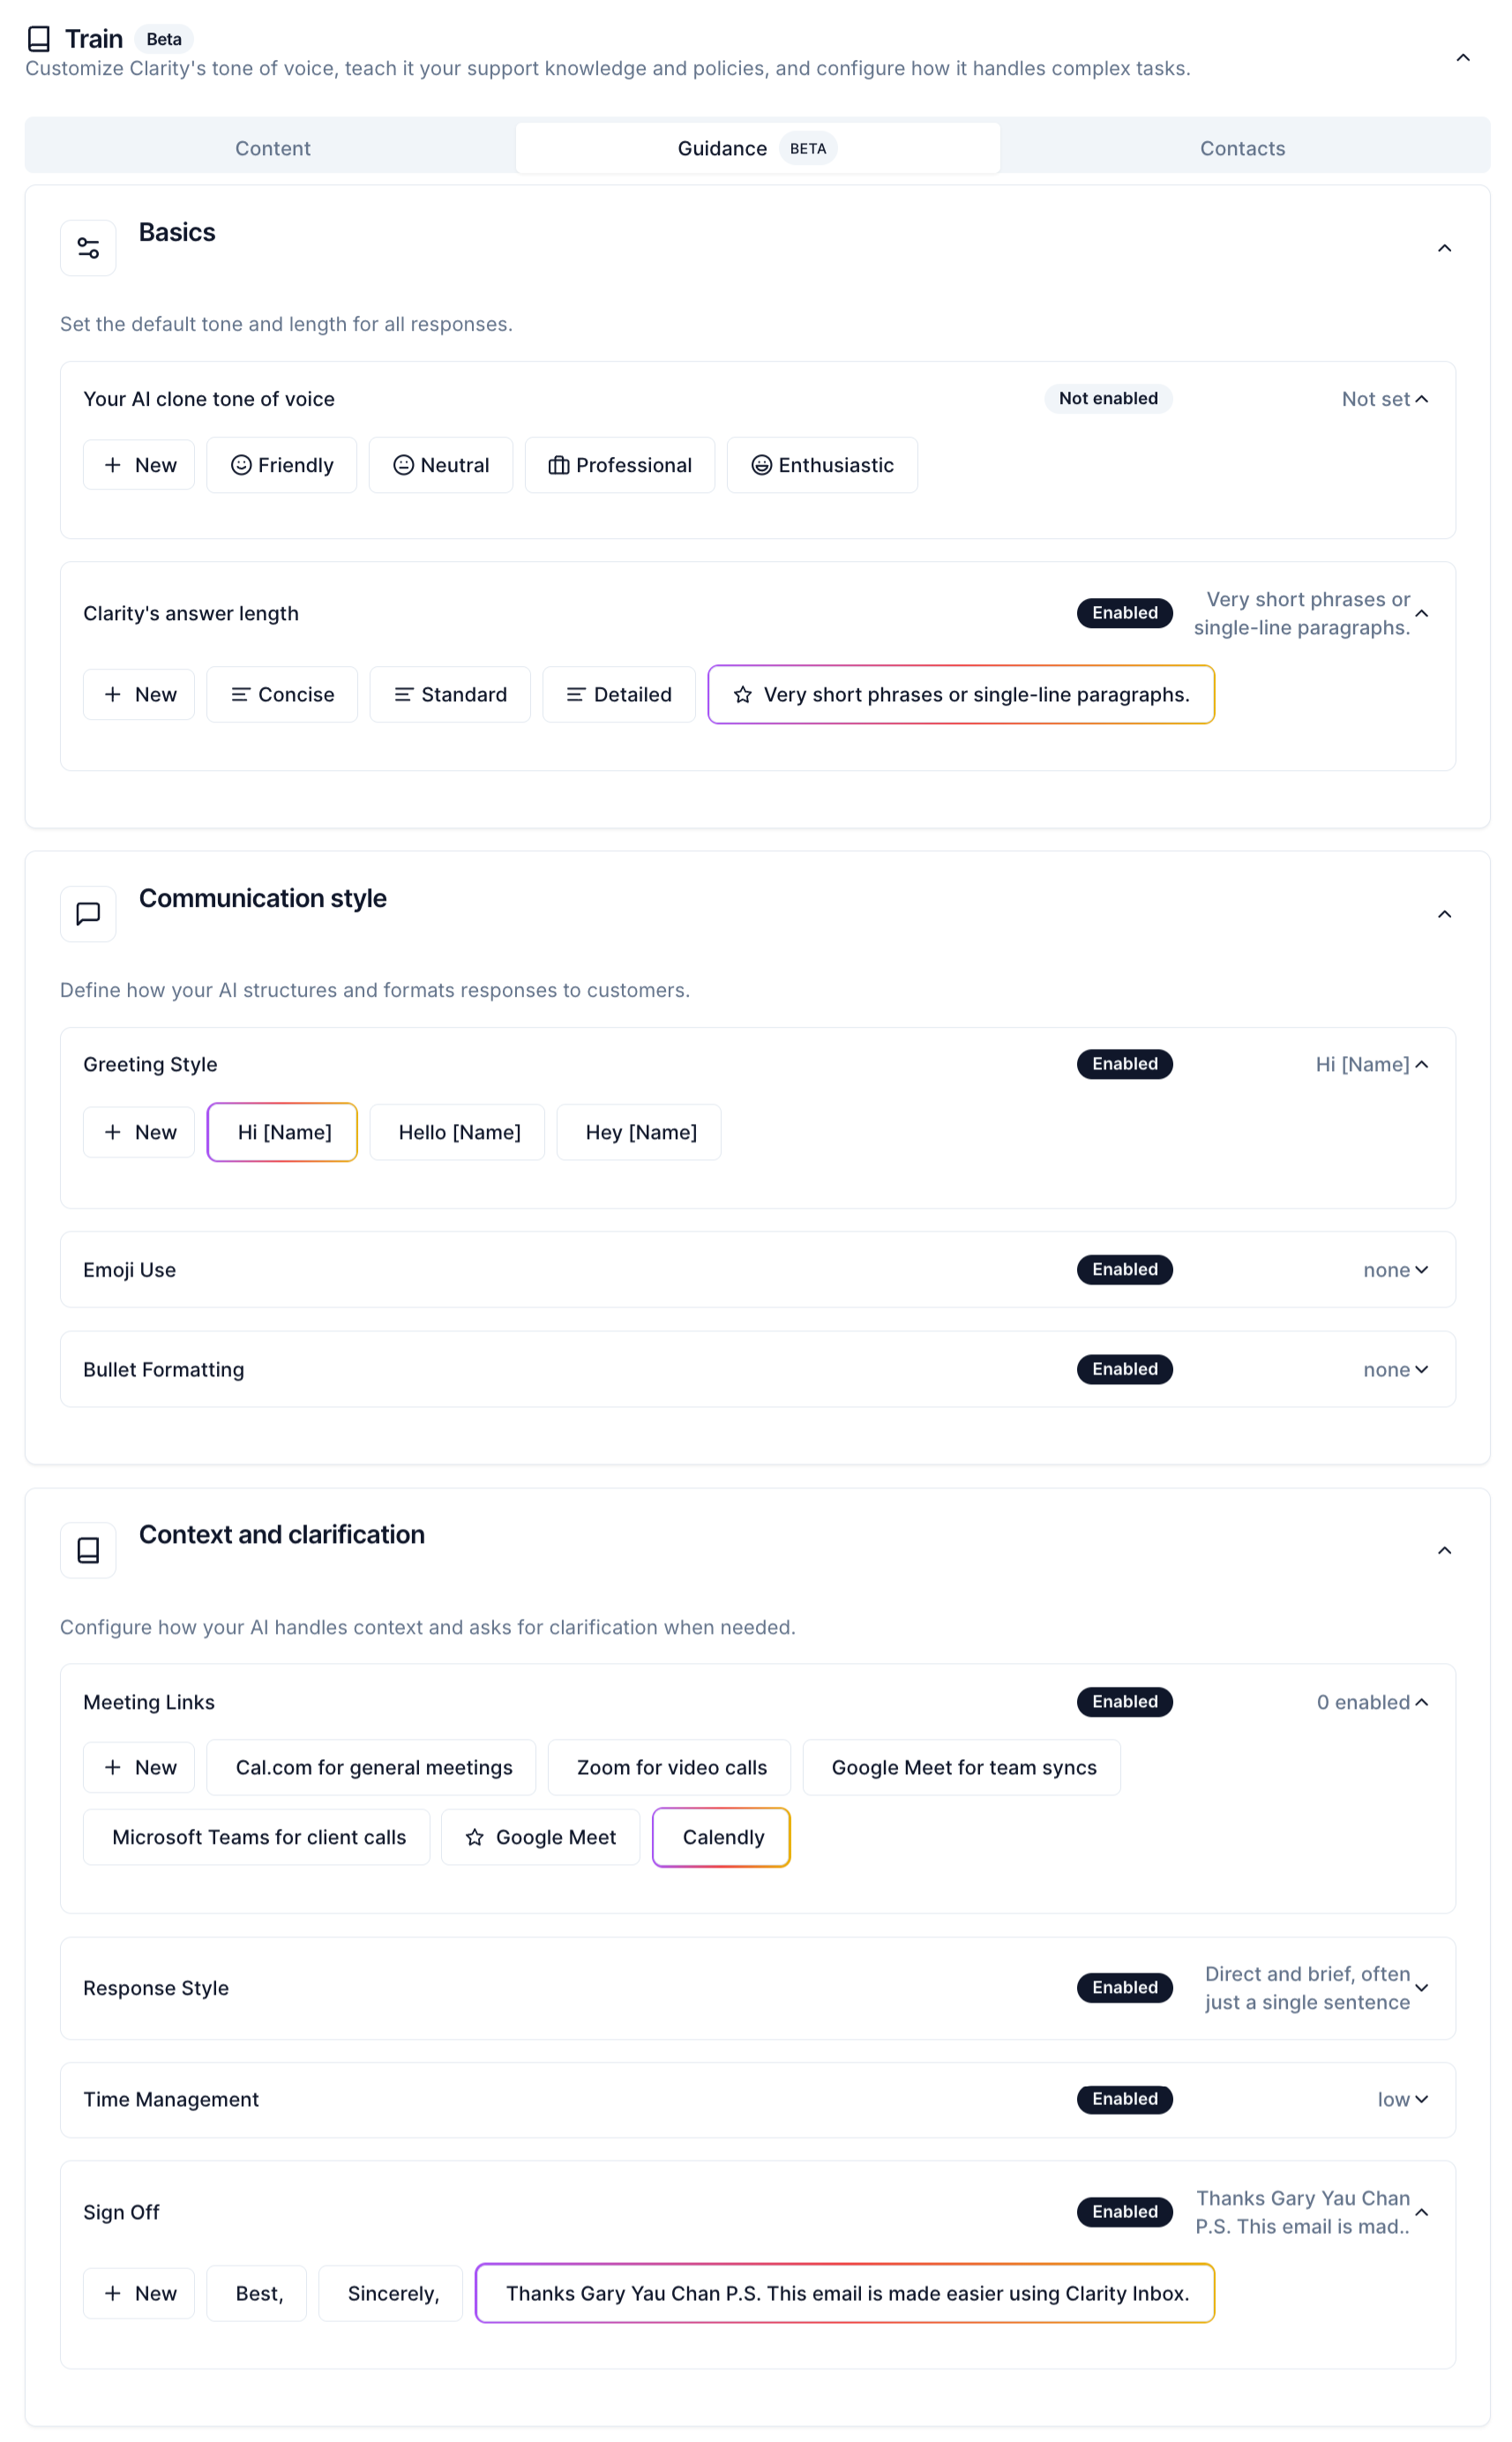 Train Beta
Customize Clarity's tone of voice, teach it your support knowledge and policies, and configure how it handles complex tasks.
Content Guidance BETA Contacts
Basics
Set the default tone and length for all responses.
Your AI clone tone of voice Not enabled Not set
New Friendly Neutral Professional Enthusiastic
Clarity's answer length Enabled Very short phrases or
single-line paragraphs.
New Concise Standard Detailed Very short phrases or single-line paragraphs.
Communication style
Define how your AI structures and formats responses to customers.
Greeting Style Enabled Hi [Name]
New Hi [Name] Hello [Name] Hey [Name]
Emoji Use Enabled none
Bullet Formatting Enabled none
Context and clarification
Configure how your AI handles context and asks for clarification when needed.
Meeting Links Enabled 0 enabled
New Cal.com for general meetings Zoom for video calls Google Meet for team syncs
Microsoft Teams for client calls Google Meet Calendly
Response Style Enabled Direct and brief, often
just a single sentence
Time Management Enabled low
Sign Off Enabled Thanks Gary Yau Chan
P.S. This email is mad..
New Best, Sincerely, Thanks Gary Yau Chan P.S. This email is made easier using Clarity Inbox.